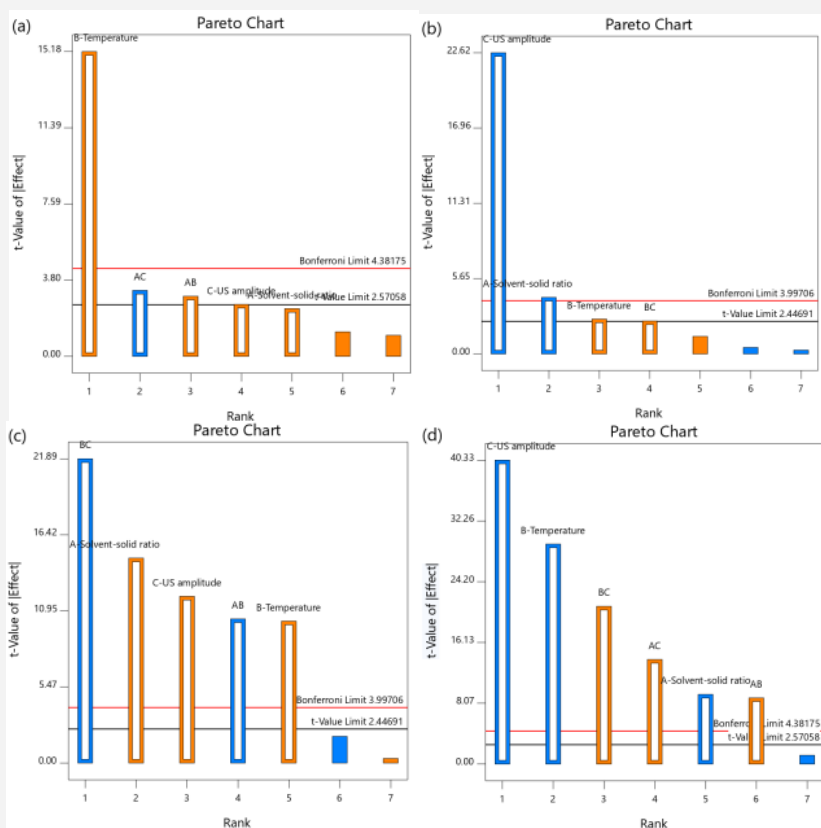 (a)
Pareto Chart
t-Value of |Effect|
15.18
11.39
7.59
3.80
0.00
B-Temperature
AC
AB
C-US amplitude
A-Solvent-solid ratio
Bonferroni Limit 4.38175
t-Value Limit 2.57058
1 2 3 4 5 6 7
Rank
(b)
Pareto Chart
t-Value of |Effect|
22.62
16.96
11.31
5.65
0.00
C-US amplitude
A-Solvent-solid ratio
B-Temperature
BC
Bonferroni Limit 3.99706
t-Value Limit 2.44691
1 2 3 4 5 6 7
Rank
(c)
Pareto Chart
t-Value of |Effect|
21.89
16.42
10.95
5.47
0.00
BC
A-Solvent-solid ratio
C-US amplitude
AB
B-Temperature
Bonferroni Limit 3.99706
t-Value Limit 2.44691
1 2 3 4 5 6 7
Rank
(d)
Pareto Chart
t-Value of |Effect|
40.33
32.26
24.20
16.13
8.07
0.00
C-US amplitude
B-Temperature
BC
AC
A-Solvent-solid ratio
AB
Bonferroni Limit 4.38175
t-Value Limit 2.57058
1 2 3 4 5 6 7
Rank